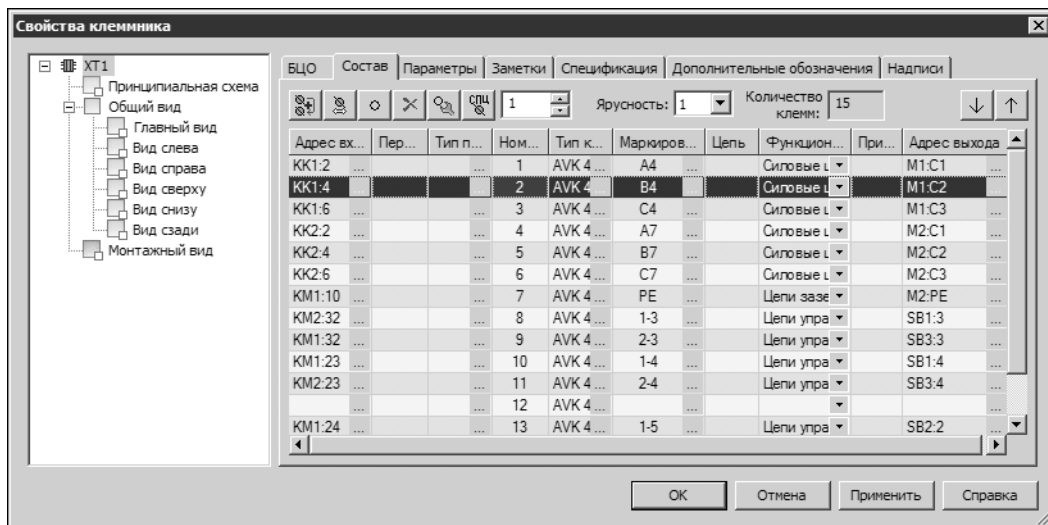 Свойства клеммника
XT1
Принципиальная схема
Общий вид
Главный вид
Вид слева
Вид справа
Вид сверху
Вид снизу
Вид сзади
Монтажный вид
БЦО Состав Параметры Заметки Спецификация Дополнительные обозначения Надписи
СПЦ 1 Ярусность: 1 Количество клемм: 15
Адрес вх... Пер... Тип п... Ном... Тип к... Маркиров... Цепь Функцион... При... Адрес выхода
KK1:2 ... ... 1 AVK 4 ... A4 ... Силовые ц M1:C1 ...
KK1:4 ... ... 2 AVK 4 ... B4 ... Силовые ц M1:C2 ...
KK1:6 ... ... 3 AVK 4 ... C4 ... Силовые ц M1:C3 ...
KK2:2 ... ... 4 AVK 4 ... A7 ... Силовые ц M2:C1 ...
KK2:4 ... ... 5 AVK 4 ... B7 ... Силовые ц M2:C2 ...
KK2:6 ... ... 6 AVK 4 ... C7 ... Силовые ц M2:C3 ...
KM1:10 ... ... 7 AVK 4 ... PE ... Цепи зазе M2:PE ...
KM2:32 ... ... 8 AVK 4 ... 1-3 ... Цепи упра SB1:3 ...
KM1:32 ... ... 9 AVK 4 ... 2-3 ... Цепи упра SB3:3 ...
KM1:23 ... ... 10 AVK 4 ... 1-4 ... Цепи упра SB1:4 ...
KM2:23 ... ... 11 AVK 4 ... 2-4 ... Цепи упра SB3:4 ...
... ... 12 AVK 4 ... ... ...
KM1:24 ... ... 13 AVK 4 ... 1-5 ... Цепи упра SB2:2 ...
OK Отмена Применить Справка